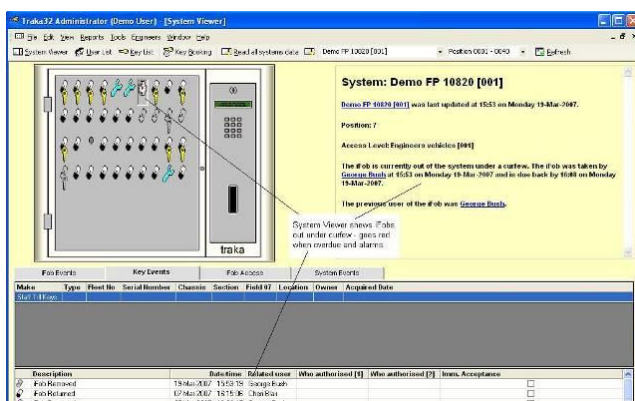 Traka32 Administrator (Demo User) - [System Viewer]
File Edit View Reports Tools Engineers Window Help
System Viewer User List Key List Key Booking Read all systems data Demo FP 10820 [001] Position 0001 - 0040 Refresh
System: Demo FP 10820 [001]
Demo FP 10820 [001] was last updated at 15:53 on Monday 19-Mar-2007.
Position: 7
Access Level: Engineers vehicles [001]
The iFob is currently out of the system under a curfew. The iFob was taken by
George Bush at 15:53 on Monday 19-Mar-2007 and is due back by 16:08 on Monday
19-Mar-2007.
The previous user of the iFob was George Bush.
System Viewer shews iFobs
out under curfew - goes red
when overdue and alarms.
traka
Fob Events Key Events Fob Access System Events
Make Type Fleet No Serial Number Chassis Section Field 07 Location Owner Acquired Date
Staff Till Keys
Description Date/time Related user Who authorised [1] Who authorised [2] Imm. Acceptance
Fob Removed 19-Mar-2007 15:53:19 George Bush
Fob Returned 02-Mar-2007 16:15:06 Cheri Blair